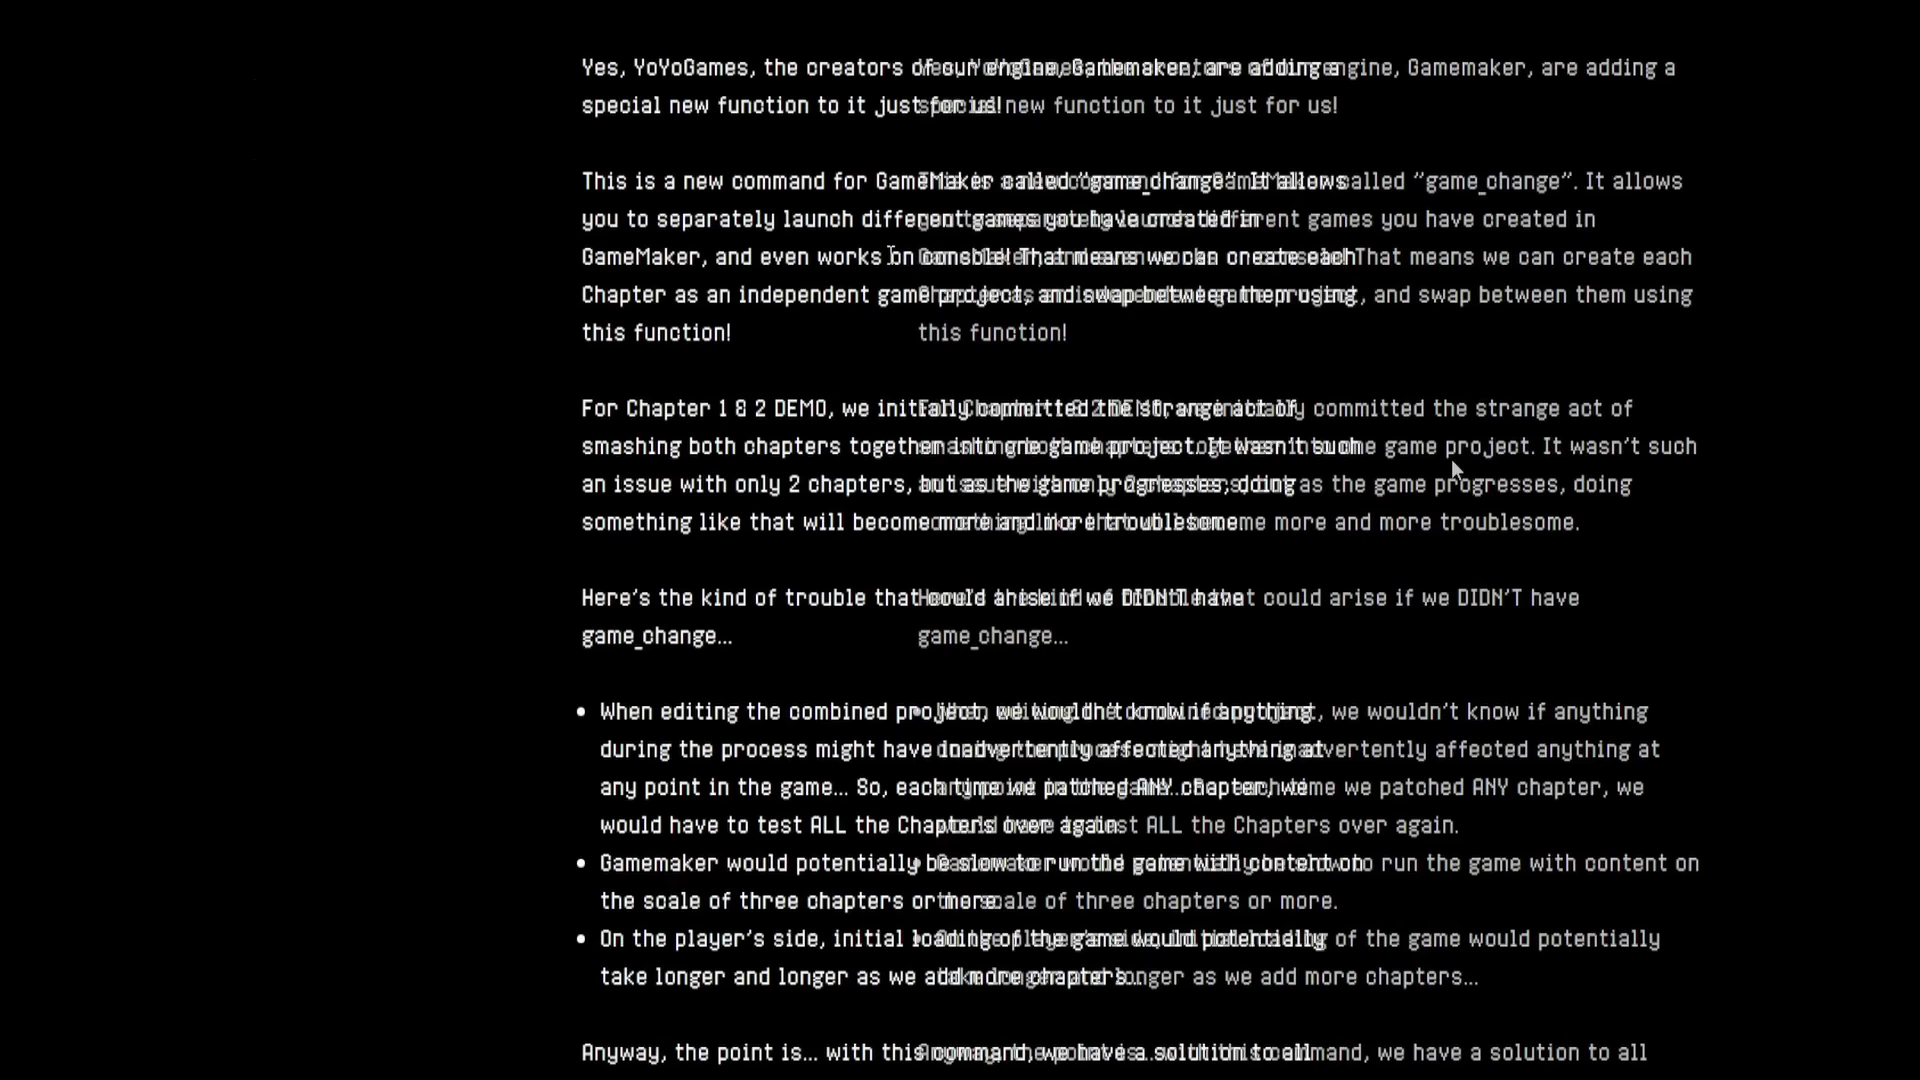 Yes, YoYoGames, the creators of our engine, Gamemaker, are adding a
special new function to it just for us!
This is a new command for GameMaker called "game_change". It allows
you to separately launch different games you have created in
GameMaker, and even works on console! That means we can create each
Chapter as an independent game project, and swap between them using
this function!
For Chapter 1 & 2 DEMO, we initially committed the strange act of
smashing both chapters together into one game project. It wasn't such
an issue with only 2 chapters, but as the game progresses, doing
something like that will become more and more troublesome.
Here's the kind of trouble that could arise if we DIDN'T have
game_change...
• When editing the combined project, we wouldn't know if anything
during the process might have inadvertently affected anything at
any point in the game... So, each time we patched ANY chapter, we
would have to test ALL the Chapters over again.
• Gamemaker would potentially be slow to run the game with content on
the scale of three chapters or more.
• On the player's side, initial loading of the game would potentially
take longer and longer as we add more chapters...
Anyway, the point is... with this command, we have a solution to all